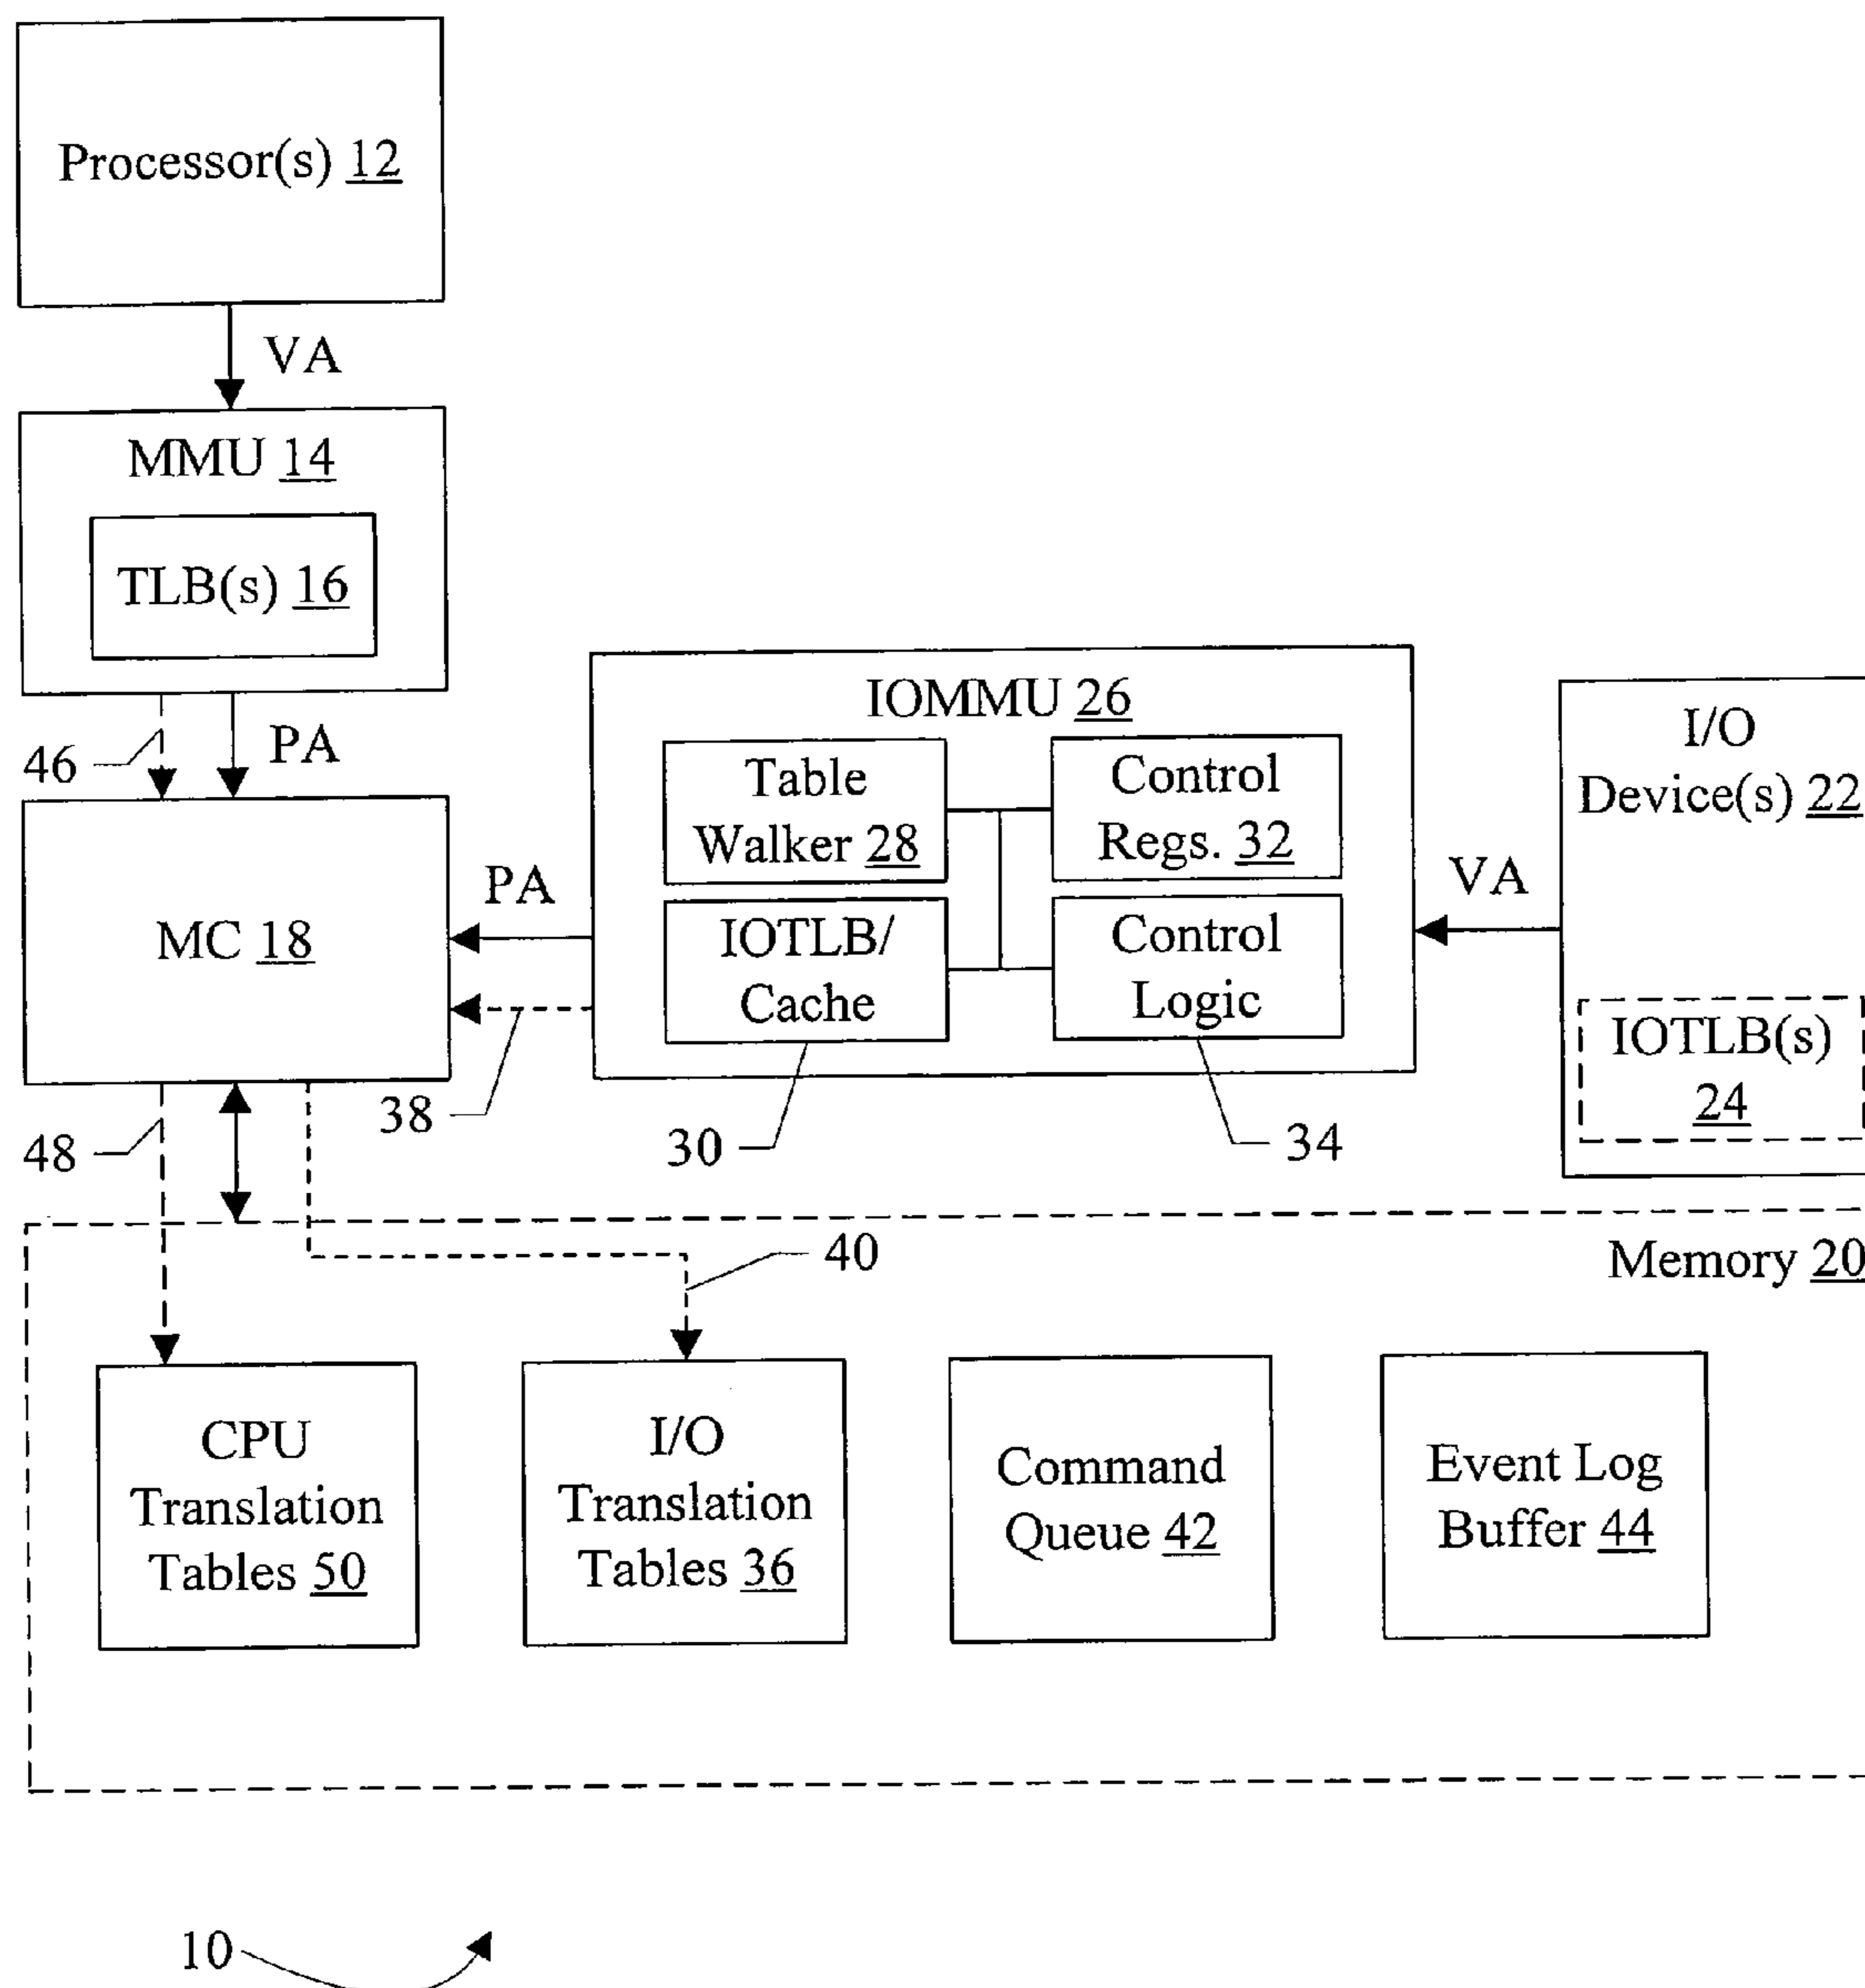 Processor(s) 12
VA
MMU 14
TLB(s) 16
46
PA
MC 18
PA
38
48
IOMMU 26
Table
Walker 28
Control
Regs. 32
IOTLB/
Cache
Control
Logic
30
34
VA
I/O
Device(s) 22
IOTLB(s)
24
40
Memory 20
CPU
Translation
Tables 50
I/O
Translation
Tables 36
Command
Queue 42
Event Log
Buffer 44
10